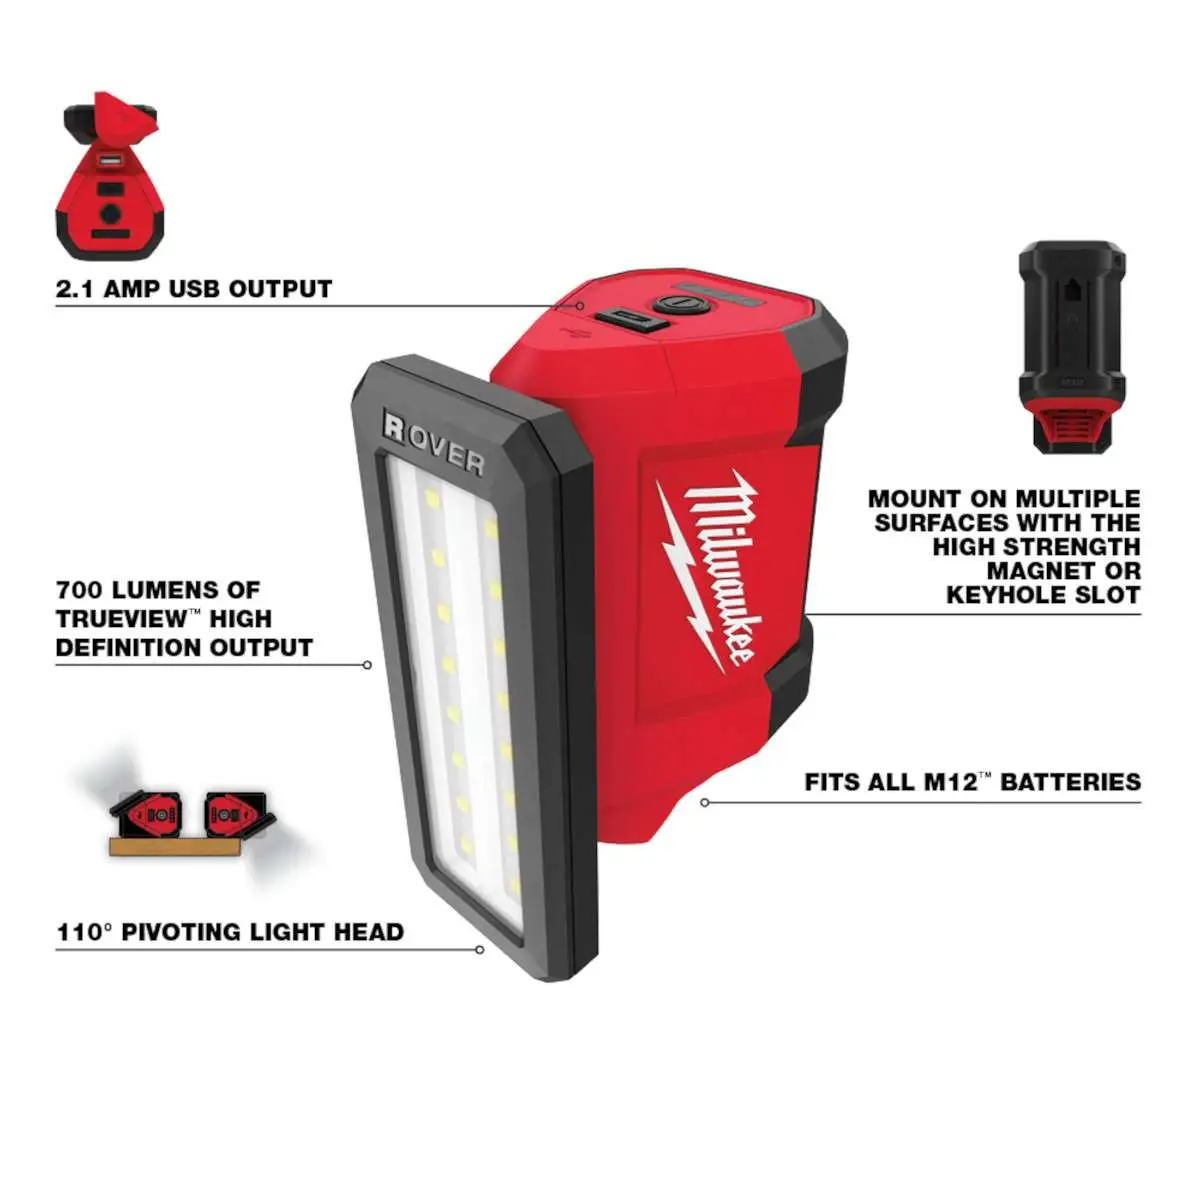 2.1 AMP USB OUTPUT
ROVER
Milwaukee
M12
MOUNT ON MULTIPLE
SURFACES WITH THE
HIGH STRENGTH
MAGNET OR
KEYHOLE SLOT
700 LUMENS OF
TRUEVIEW™ HIGH
DEFINITION OUTPUT
FITS ALL M12™ BATTERIES
110° PIVOTING LIGHT HEAD